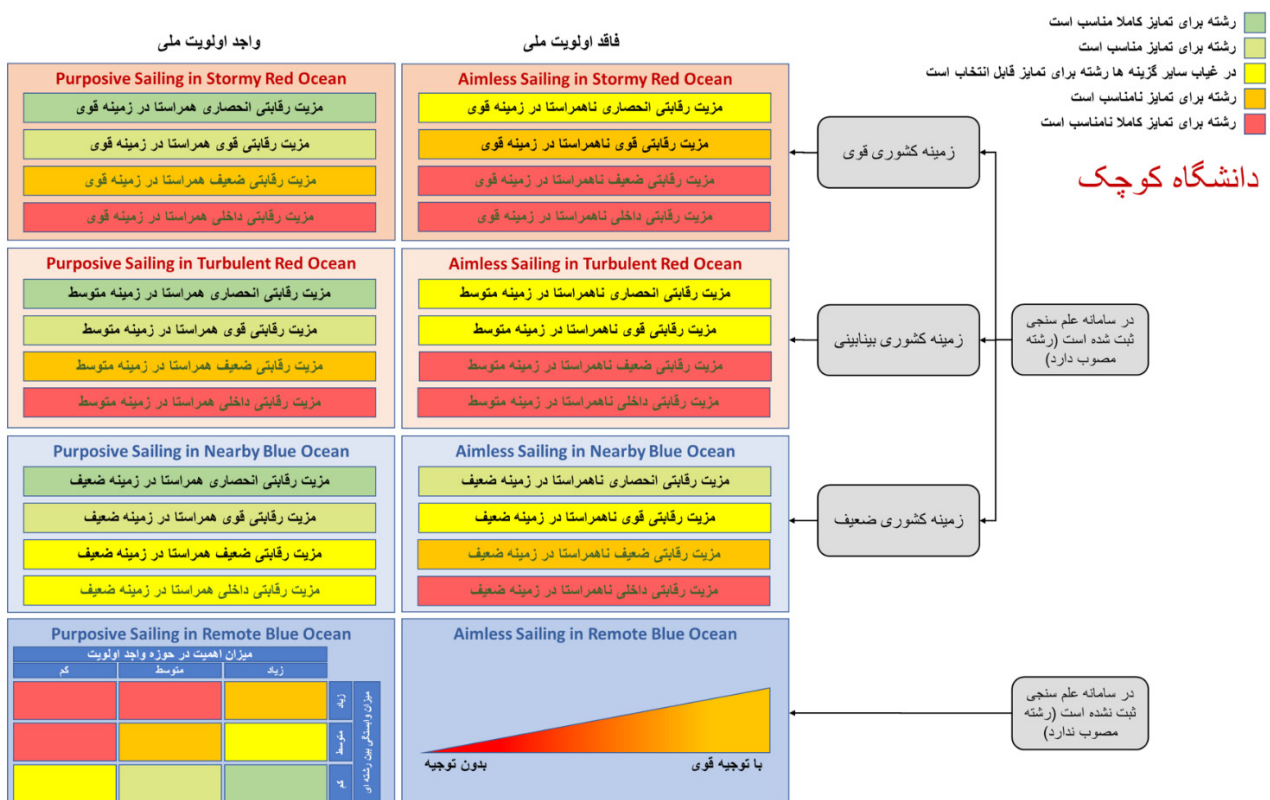 رشته برای تمایز کاملا مناسب است
رشته برای تمایز مناسب است
در غیاب سایر گزینه ها رشته برای تمایز قابل انتخاب است
رشته برای تمایز نامناسب است
رشته برای تمایز کاملا نامناسب است
دانشگاه کوچک
در سامانه علم سنجی
ثبت شده است (رشته
مصوب دارد)
در سامانه علم سنجی
ثبت نشده است (رشته
مصوب ندارد)
زمینه کشوری قوی
زمینه کشوری بینابینی
زمینه کشوری ضعیف
فاقد اولویت ملی
Aimless Sailing in Stormy Red Ocean
مزیت رقابتی انحصاری ناهمراستا در زمینه قوی
مزیت رقابتی قوی ناهمراستا در زمینه قوی
مزیت رقابتی ضعیف ناهمراستا در زمینه قوی
مزیت رقابتی داخلی ناهمراستا در زمینه قوی
Aimless Sailing in Turbulent Red Ocean
مزیت رقابتی انحصاری ناهمراستا در زمینه متوسط
مزیت رقابتی قوی ناهمراستا در زمینه متوسط
مزیت رقابتی ضعیف ناهمراستا در زمینه متوسط
مزیت رقابتی داخلی ناهمراستا در زمینه متوسط
Aimless Sailing in Nearby Blue Ocean
مزیت رقابتی انحصاری ناهمراستا در زمینه ضعیف
مزیت رقابتی قوی ناهمراستا در زمینه ضعیف
مزیت رقابتی ضعیف ناهمراستا در زمینه ضعیف
مزیت رقابتی داخلی ناهمراستا در زمینه ضعیف
Aimless Sailing in Remote Blue Ocean
با توجیه قوی
بدون توجیه
واجد اولویت ملی
Purposive Sailing in Stormy Red Ocean
مزیت رقابتی انحصاری همراستا در زمینه قوی
مزیت رقابتی قوی همراستا در زمینه قوی
مزیت رقابتی ضعیف همراستا در زمینه قوی
مزیت رقابتی داخلی همراستا در زمینه قوی
Purposive Sailing in Turbulent Red Ocean
مزیت رقابتی انحصاری همراستا در زمینه متوسط
مزیت رقابتی قوی همراستا در زمینه متوسط
مزیت رقابتی ضعیف همراستا در زمینه متوسط
مزیت رقابتی داخلی همراستا در زمینه متوسط
Purposive Sailing in Nearby Blue Ocean
مزیت رقابتی انحصاری همراستا در زمینه ضعیف
مزیت رقابتی قوی همراستا در زمینه ضعیف
مزیت رقابتی ضعیف همراستا در زمینه ضعیف
مزیت رقابتی داخلی همراستا در زمینه ضعیف
Purposive Sailing in Remote Blue Ocean
میزان اهمیت در حوزه واجد اولویت
زیاد
متوسط
کم
میزان وابستگی بین رشته ای
زیاد
متوسط
کم